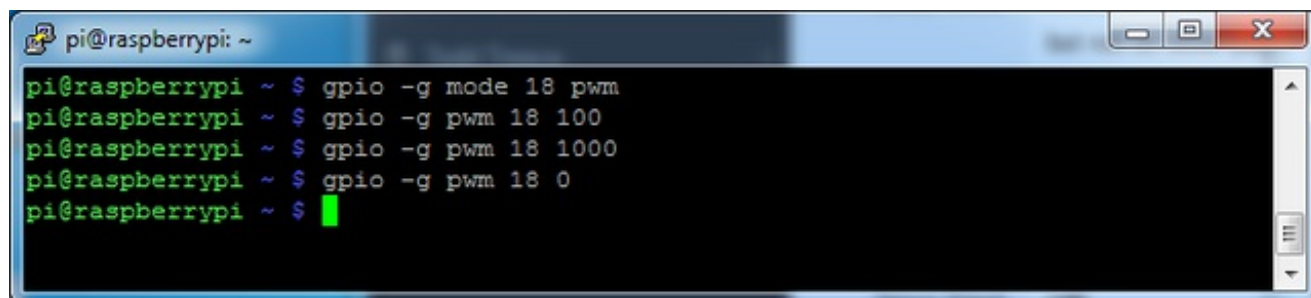 pi@raspberrypi: ~
pi@raspberrypi ~ $ gpio -g mode 18 pwm
pi@raspberrypi ~ $ gpio -g pwm 18 100
pi@raspberrypi ~ $ gpio -g pwm 18 1000
pi@raspberrypi ~ $ gpio -g pwm 18 0
pi@raspberrypi ~ $